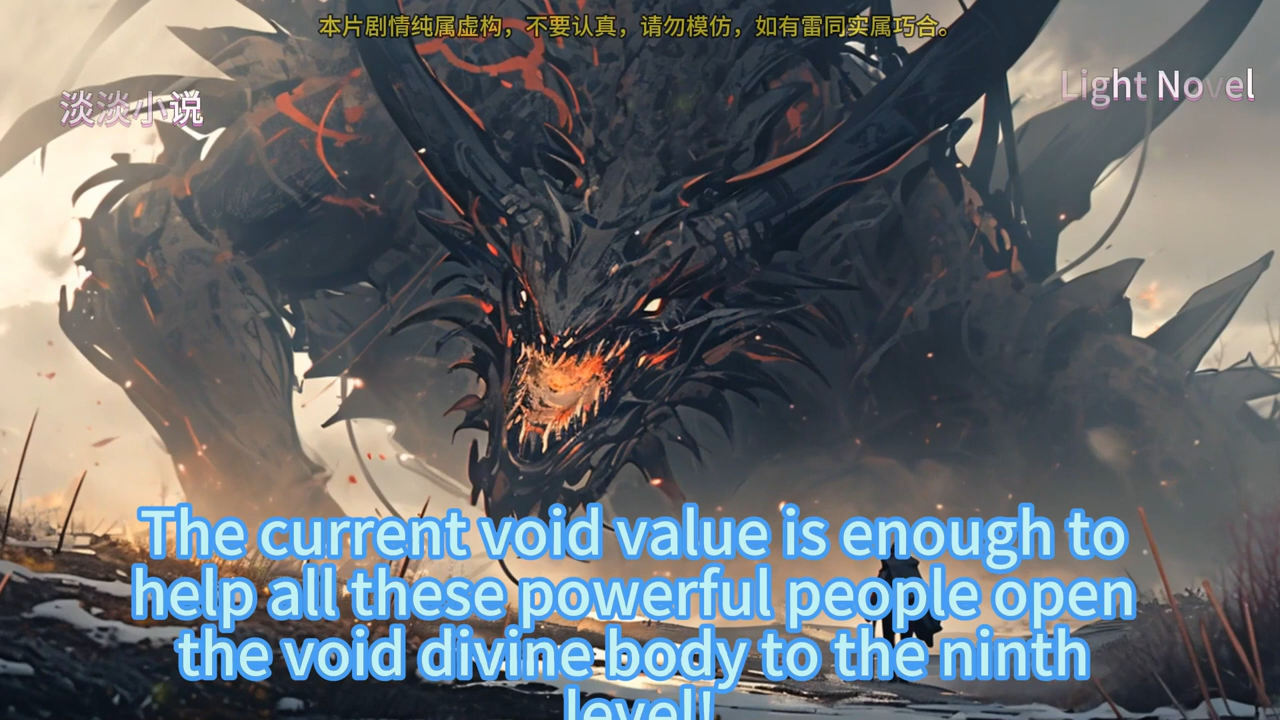 本片剧情纯属虚构，不要认真，请勿模仿，如有雷同实属巧合。
淡淡小说
Light Novel
The current void value is enough to
help all these powerful people open
the void divine body to the ninth
level!